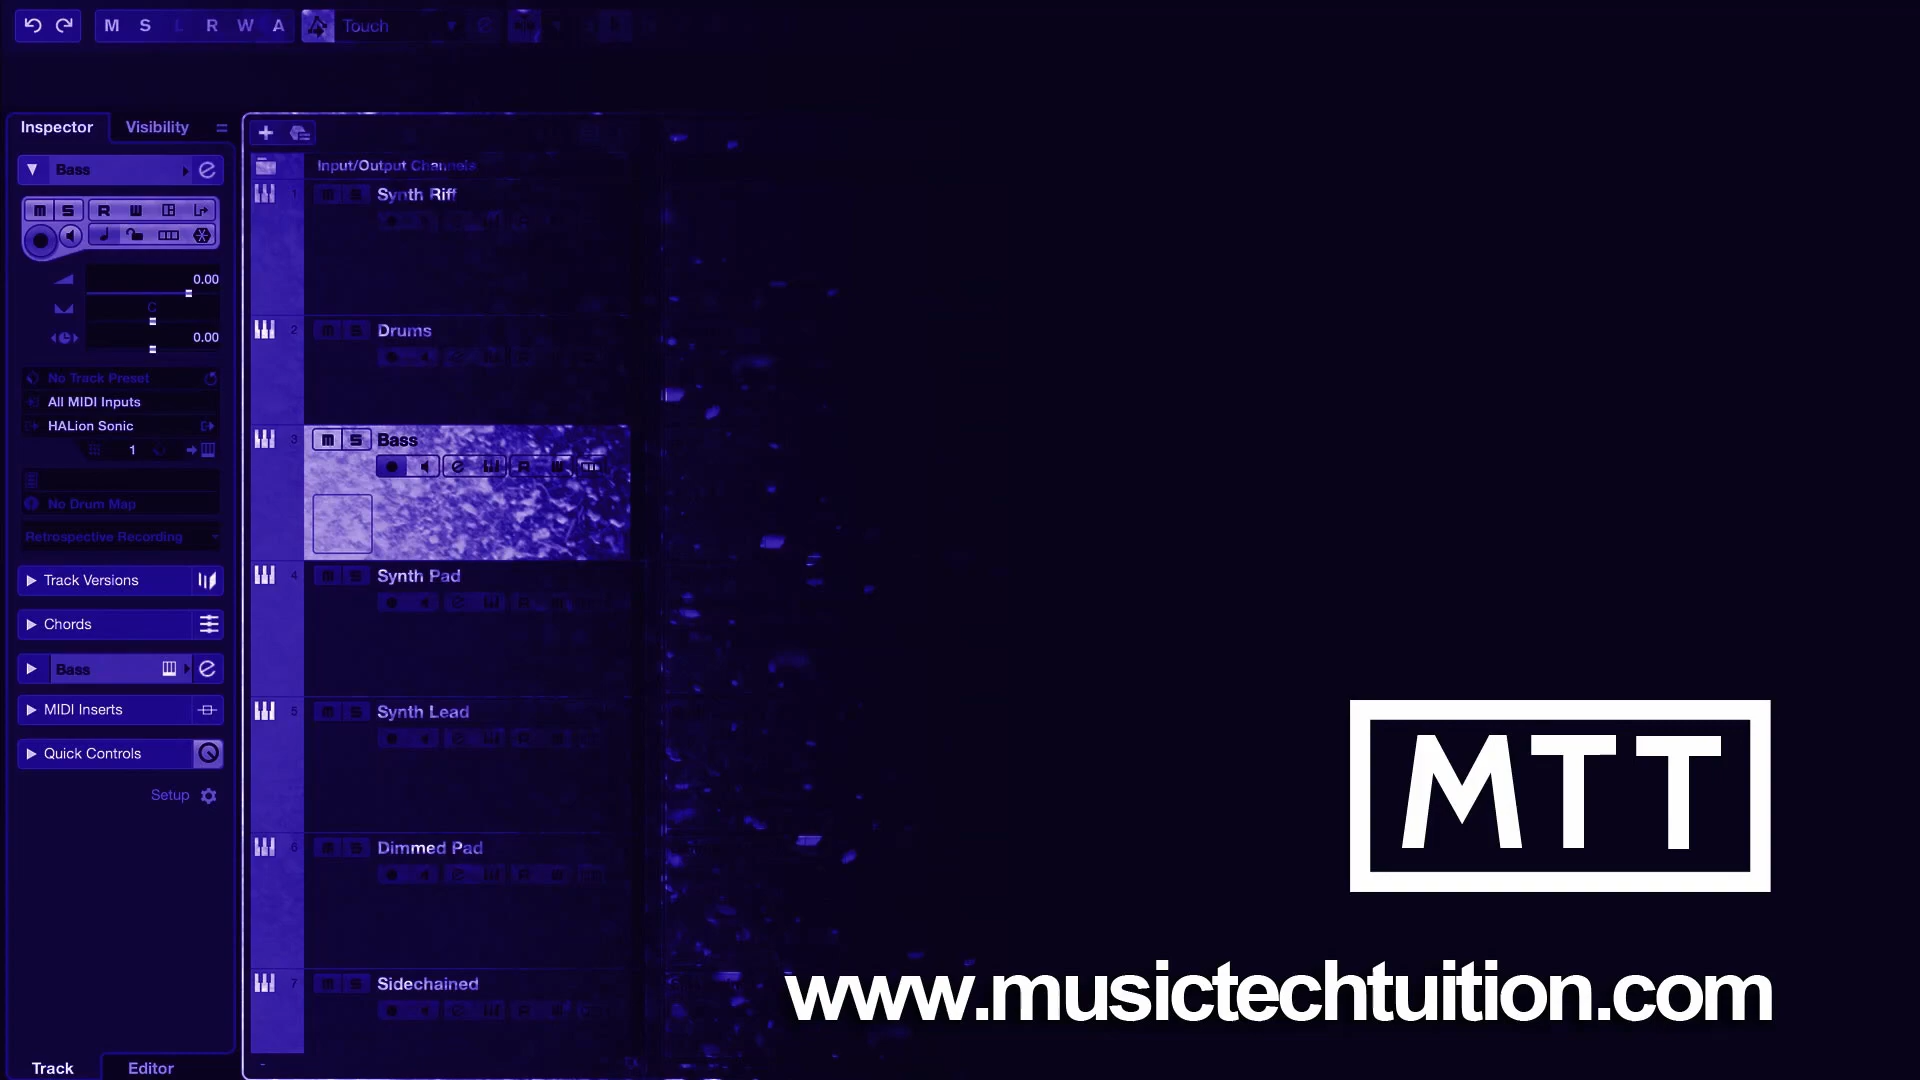 M S L R W A Touch
Inspector Visibility
Bass
M S R W
0.00
C
0.00
No Track Preset
All MIDI Inputs
HALion Sonic
1
No Drum Map
Retrospective Recording
Track Versions
Chords
Bass
MIDI Inserts
Quick Controls
Setup
Track Editor
Input/Output Channels
1 M S Synth Riff
2 M S Drums
3 M S Bass
R W
4 M S Synth Pad
R W
5 M S Synth Lead
R W
6 M S Dimmed Pad
R W
7 M S Sidechained
R W
MTT
www.musictechtuition.com